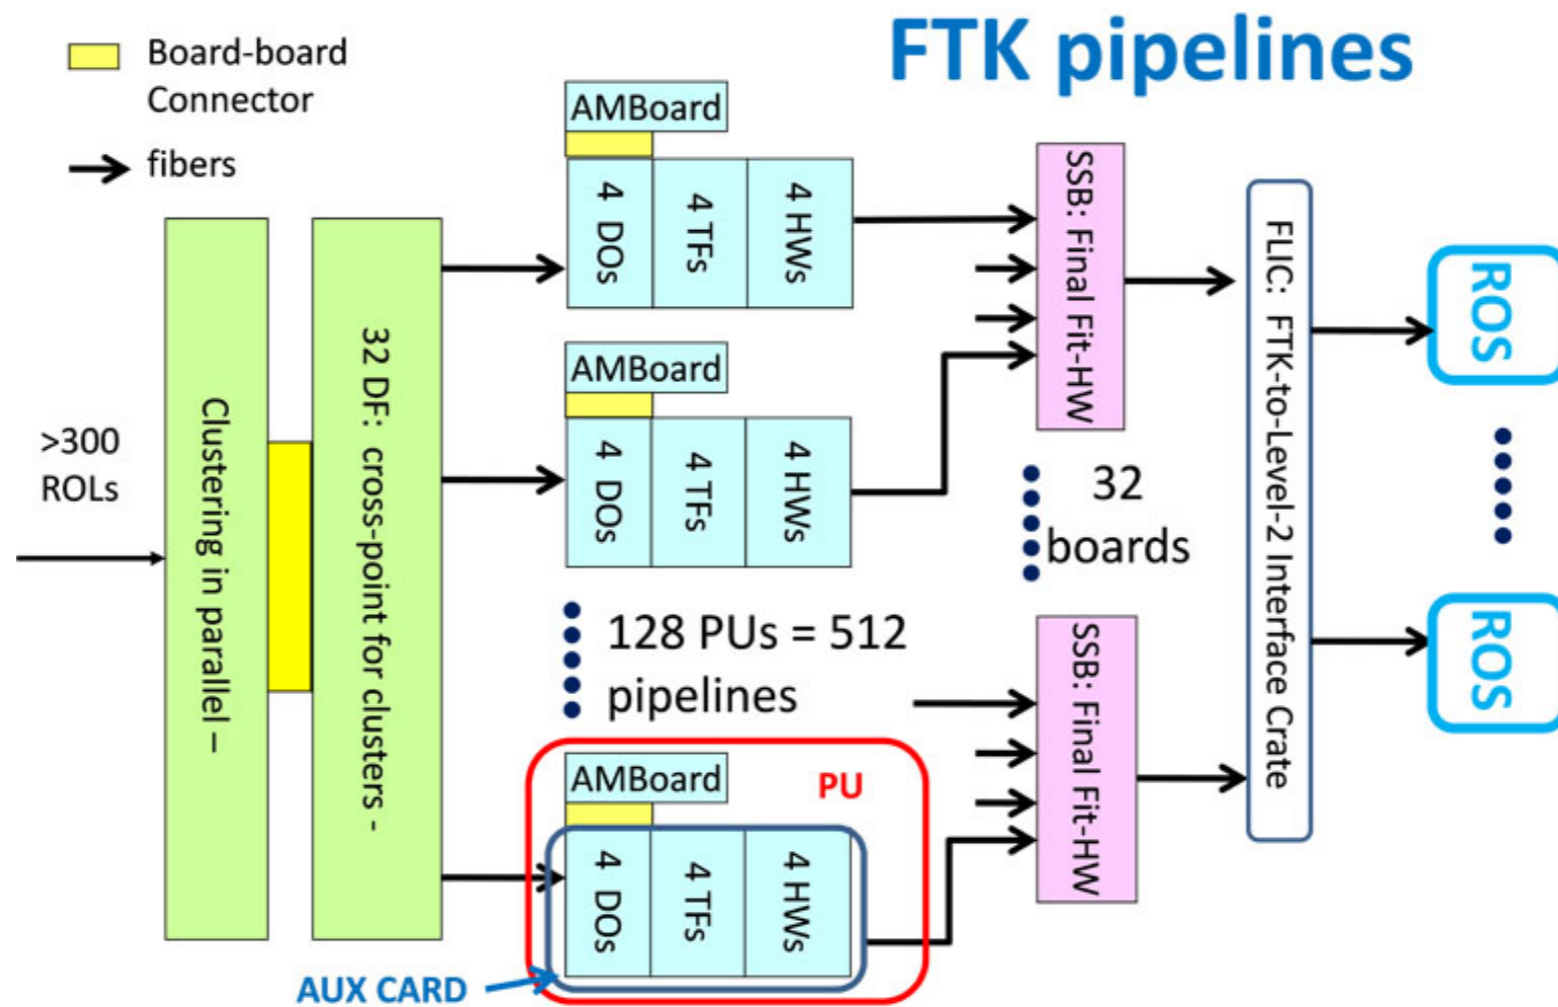 FTK pipelines
Board-board
Connector
fibers
>300
ROLs
Clustering in parallel –
32 DF: cross-point for clusters -
AMBoard
4 DOs
4 TFs
4 HWs
AMBoard
4 DOs
4 TFs
4 HWs
128 PUs = 512
pipelines
AMBoard
PU
4 DOs
4 TFs
4 HWs
AUX CARD
SSB: Final Fit-HW
32
boards
SSB: Final Fit-HW
FLIC: FTK-to-Level-2 Interface Crate
ROS
ROS